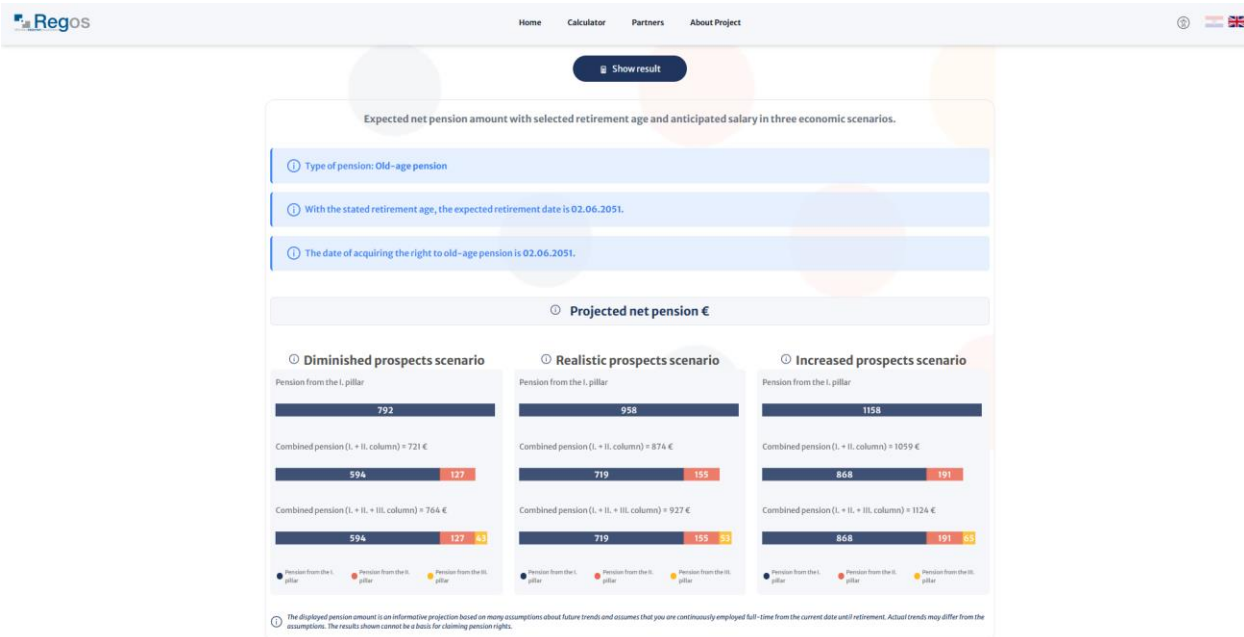 Regos
Home Calculator Partners About Project
Show result
Expected net pension amount with selected retirement age and anticipated salary in three economic scenarios.
Type of pension: Old-age pension
With the stated retirement age, the expected retirement date is 02.06.2051.
The date of acquiring the right to old-age pension is 02.06.2051.
Projected net pension €
Diminished prospects scenario
Pension from the I. pillar
792
Combined pension (I. + II. column) = 721 €
594 127
Combined pension (I. + II. + III. column) = 764 €
594 127 43
Pension from the I. pillar
Pension from the II. pillar
Pension from the III. pillar
Realistic prospects scenario
Pension from the I. pillar
958
Combined pension (I. + II. column) = 874 €
719 155
Combined pension (I. + II. + III. column) = 927 €
719 155 53
Pension from the I. pillar
Pension from the II. pillar
Pension from the III. pillar
Increased prospects scenario
Pension from the I. pillar
1158
Combined pension (I. + II. column) = 1059 €
868 191
Combined pension (I. + II. + III. column) = 1124 €
868 191 65
Pension from the I. pillar
Pension from the II. pillar
Pension from the III. pillar
The displayed pension amount is an informative projection based on many assumptions about future trends and assumes that you are continuously employed full-time from the current date until retirement. Actual trends may differ from the
assumptions. The results shown cannot be a basis for claiming pension rights.